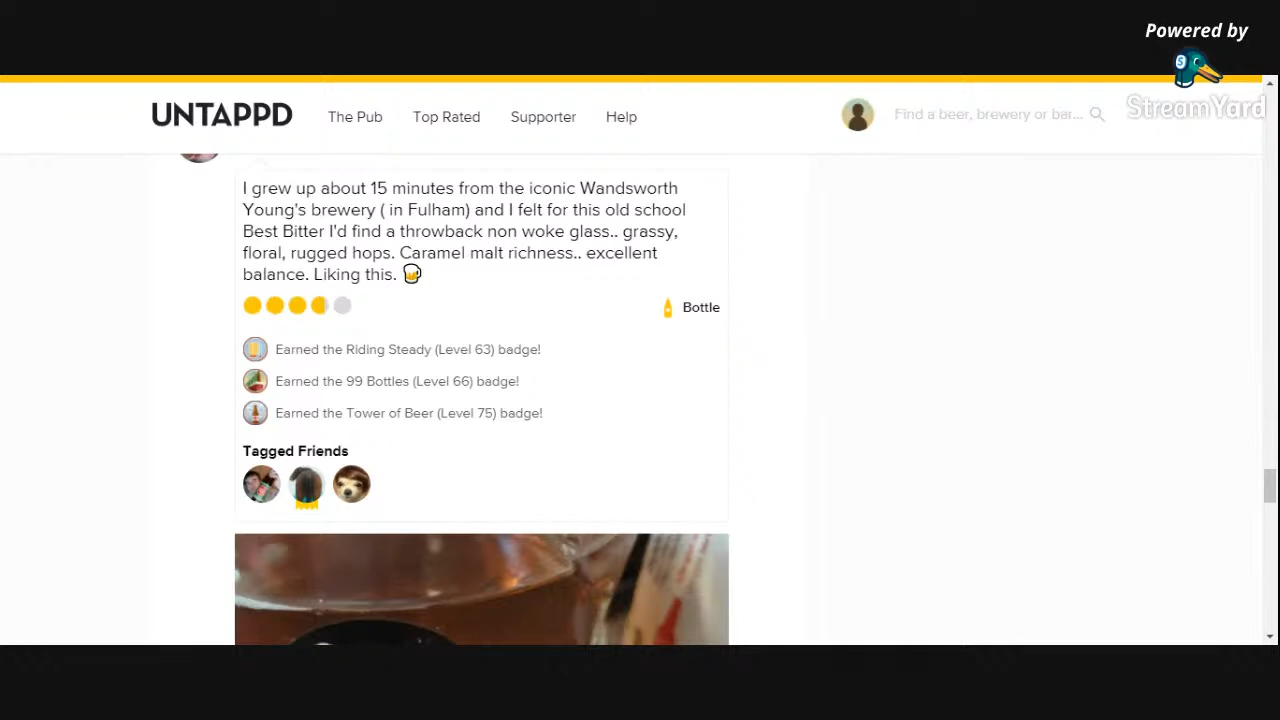 Powered by
StreamYard
UNTAPPD The Pub Top Rated Supporter Help Find a beer, brewery or bar...
I grew up about 15 minutes from the iconic Wandsworth
Young's brewery ( in Fulham) and I felt for this old school
Best Bitter I'd find a throwback non woke glass.. grassy,
floral, rugged hops. Caramel malt richness.. excellent
balance. Liking this.
Bottle
Earned the Riding Steady (Level 63) badge!
Earned the 99 Bottles (Level 66) badge!
Earned the Tower of Beer (Level 75) badge!
Tagged Friends